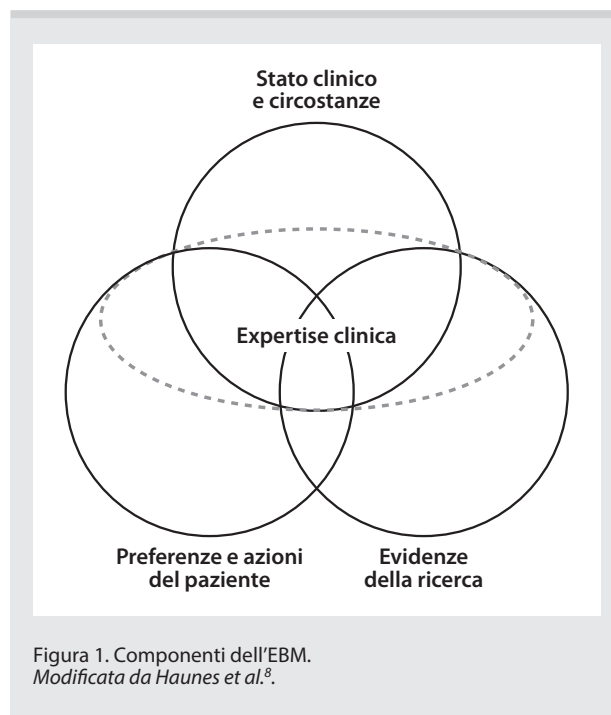 Stato clinico
e circostanze
Expertise clinica
Preferenze e azioni
del paziente
Evidenze
della ricerca
Figura 1. Componenti dell'EBM.
Modificata da Haunes et al.⁸.